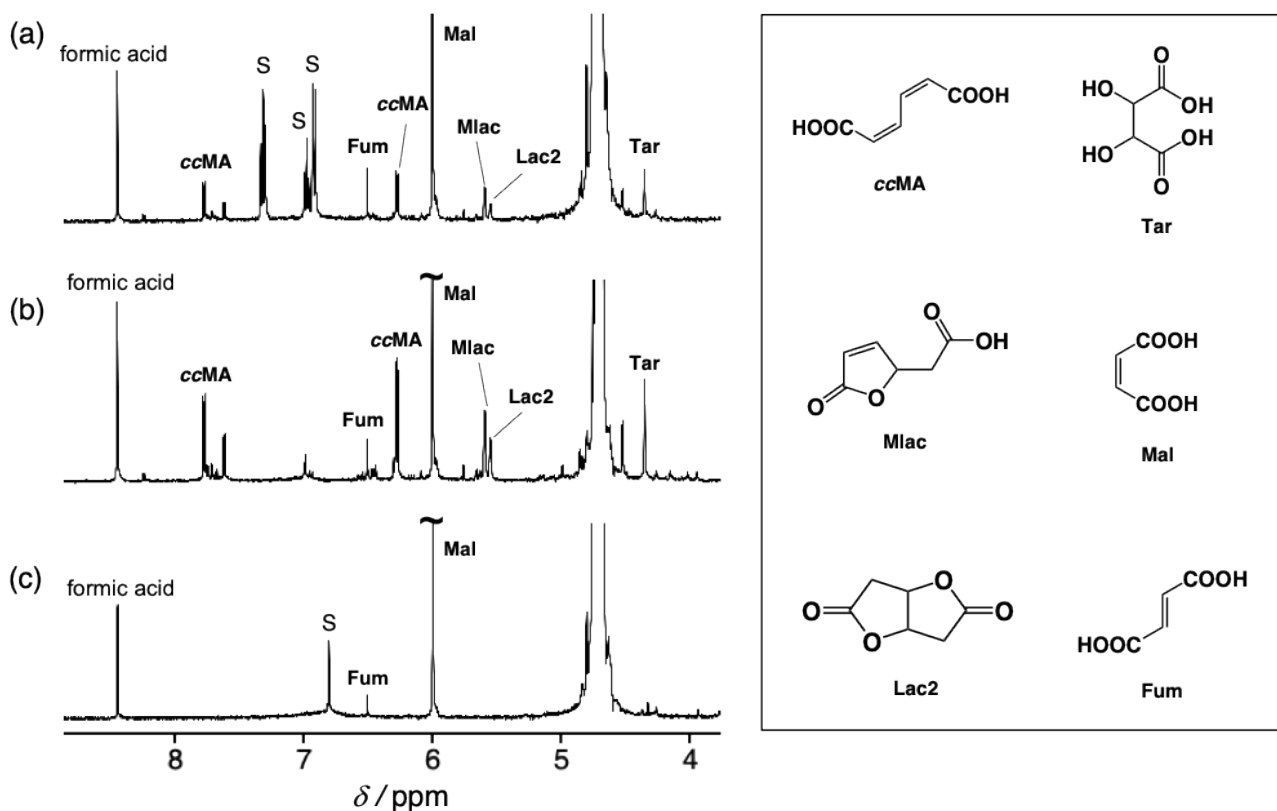 (a)
formic acid
ccMA
S
S
S
Fum
ccMA
Mal
Mlac
Lac2
Tar
(b)
formic acid
ccMA
Fum
ccMA
Mal
Mlac
Lac2
Tar
(c)
formic acid
S
Fum
Mal
8 7 6 5 4
δ / ppm
COOH
HOOC
ccMA
O
HO
OH
HO
OH
O
Tar
O
OH
O
O
Mlac
COOH
COOH
Mal
O
O
O
O
Lac2
COOH
HOOC
Fum